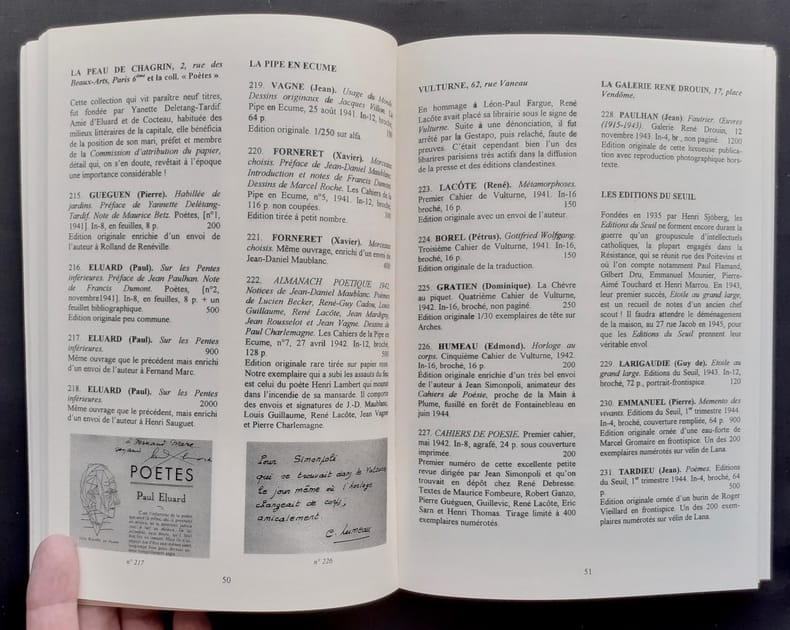 LA PEAU DE CHAGRIN, 2, rue des
Beaux-Arts, Paris 6ème et la coll. « Poètes ».
Cette collection qui vit paraître neuf titres,
fut fondée par Yanette Deletang-Tardif.
Amie d'Eluard et de Cocteau, habituée des
milieux littéraires de la capitale, elle bénéficia
de la position de son mari, préfet et membre
de la Commission d'attribution du papier,
détail qui, on s'en doute, revêtait à l'époque
une importance considérable !
215. GUEGUEN (Pierre). Habillée de
jardins. Préface de Yannette Delétang-
Tardif. Note de Maurice Betz. Poètes, [n°1,
1941]. In-8, en feuilles, 8 p. 200
Edition originale enrichie d'un envoi de
l'auteur à Rolland de Renéville.
216. ELUARD (Paul). Sur les Pentes
inférieures. Préface de Jean Paulhan. Note
de Francis Dumont. Poètes, [n°2,
novembre1941]. In-8, en feuilles, 8 p. + un
feuillet bibliographique. 500
Edition originale peu commune.
217. ELUARD (Paul). Sur les Pentes
inférieures. 900
Même ouvrage que le précédent mais enrichi
d'un envoi de l'auteur à Fernand Marc.
218. ELUARD (Paul). Sur les Pentes
inférieures. 2000
Même ouvrage que le précédent, mais enrichi
d'un envoi de l'auteur à Henri Sauguet.
à Fernand Marc
POETES
Paul Eluard
n° 217
LA PIPE EN ECUME
219. VAGNE (Jean). Usage du Monde.
Dessins originaux de Jacques Villon. La
Pipe en Ecume, 25 août 1941. In-12, broché,
64 p.
Edition originale. 1/250 sur alfa.
220. FORNERET (Xavier). Morceaux
choisis. Préface de Jean-Daniel Maublanc.
Introduction et notes de Francis Dumont.
Dessins de Marcel Roche. Les Cahiers de la
Pipe en Ecume, n°5, 1941. In-12, broché,
116 p. non coupées.
Edition tirée à petit nombre.
221. FORNERET (Xavier). Morceaux
choisis. Même ouvrage, enrichi d'un envoi de
Jean-Daniel Maublanc. 400
222. ALMANACH POETIQUE 1942.
Notices de Jean-Daniel Maublanc. Poèmes
de Lucien Becker, René-Guy Cadou, Louis
Guillaume, René Lacôte, Jean Mardigny,
Jean Rousselot et Jean Vagne. Dessins de
Paul Charlemagne. Les Cahiers de la Pipe en
Ecume, n°7, 27 avril 1942. In-12, broché,
128 p. 500
Edition originale rare tirée sur papier rose.
Notre exemplaire qui a subi les assauts du feu
est celui du poète Henri Lambert qui mourut
dans l'incendie de sa mansarde. Il comporte
des envois et signatures de J.-D. Maublanc,
Louis Guillaume, René Lacôte, Jean Vagne
et Pierre Charlemagne.
Pour Simonpoli
qui se trouvait dans le Vulturne
le jour même où l'horloge
changeait de corps,
amicalement
E. Humeau
n° 226
50
VULTURNE, 62, rue Vaneau
En hommage à Léon-Paul Fargue, René
Lacôte avait placé sa librairie sous le signe de
Vulturne. Suite à une dénonciation, il fut
arrêté par la Gestapo, puis relaché, faute de
preuves. C'était cependant bien l'un des
libarires parisiens très actifs dans la diffusion
de la presse et des éditions clandestines.
223. LACÔTE (René). Métamorphoses.
Premier Cahier de Vulturne, 1941. In-16
broché, 16 p. 150
Edition originale avec un envoi de l'auteur.
224. BOREL (Pétrus). Gottfried Wolfgang.
Troisième Cahier de Vulturne, 1941. In-16,
broché, 16 p. 150
Edition originale de la traduction.
225. GRATIEN (Dominique). La Chèvre
au piquet. Quatrième Cahier de Vulturne,
1942. In-16, broché, non paginé. 250
Edition originale 1/30 exemplaires de tête sur
Arches.
226. HUMEAU (Edmond). Horloge au
corps. Cinquième Cahier de Vulturne, 1942.
In-16, broché, 16 p. 200
Edition originale enrichie d'un très bel envoi
de l'auteur à Jean Simonpoli, animateur des
Cahiers de Poésie, proche de la Main à
Plume, fissilié en forêt de Fontainebleau en
juin 1944.
227. CAHIERS DE POESIE. Premier cahier,
mai 1942. In-8, agrafé, 24 p. sous couverture
imprimée. 200
Premier numéro de cette excellente petite
revue dirigée par Jean Simonpoli et qu'on
trouvait en dépôt chez René Debresse.
Textes de Maurice Fombeure, Robert Ganzo,
Pierre Guéguen, Guillevic, René Lacôte, Eric
Sarn et Henri Thomas. Tirage limité à 400
exemplaires numérotés.
LA GALERIE RENE DROUIN, 17, place
Vendôme.
228. PAULHAN (Jean). Fautrier. Œuvres
(1915-1943). Galerie René Drouin, 12
novembre 1943. In-4, br., non paginé. 1200
Edition originale de cette luxueuse publica-
tion avec reproduction photographique hors-
texte.
LES EDITIONS DU SEUIL
Fondées en 1935 par Henri Sjoberg, les
Editions du Seuil ne forment encore durant la
guerre qu'un groupuscule d'intellectuels
catholiques, la plupart engagés dans la
Résistance, qui se réunit rue des Poitevins et
où l'on compte notamment Paul Flamand,
Gilbert Dru, Emmanuel Mounier, Pierre-
Aimé Touchard et Henri Marrou. En 1943,
leur premier succès, Etoile au grand large,
est un recueil de notes d'un ancien chef
scout ! Il faudra attendre le déménagement
de la maison, au 27 rue Jacob en 1945, pour
que les Editions du Seuil prennent leur
véritable envol.
229. LARIGAUDIE (Guy de). Etoile au
grand large. Editions du Seuil, 1943. In-12,
broché, 72 p., portrait-frontispice. 120
230. EMMANUEL (Pierre). Mémento des
vivants. Editions du Seuil, 1er trimestre 1944.
In-4, broché, couverture rempliée, 64 p. 900
Edition originale ornée d'une eau-forte de
Marcel Gromaire en frontispice. Un des 200
exemplaires numérotés sur vélin de Lana.
231. TARDIEU (Jean). Poèmes. Editions
du Seuil, 1er trimestre 1944. In-4, broché, 64
500
Edition originale ornée d'un burin de Roger
Vieillard en frontispice. Un des 200 exem-
plaires numérotés sur vélin de Lana.
51